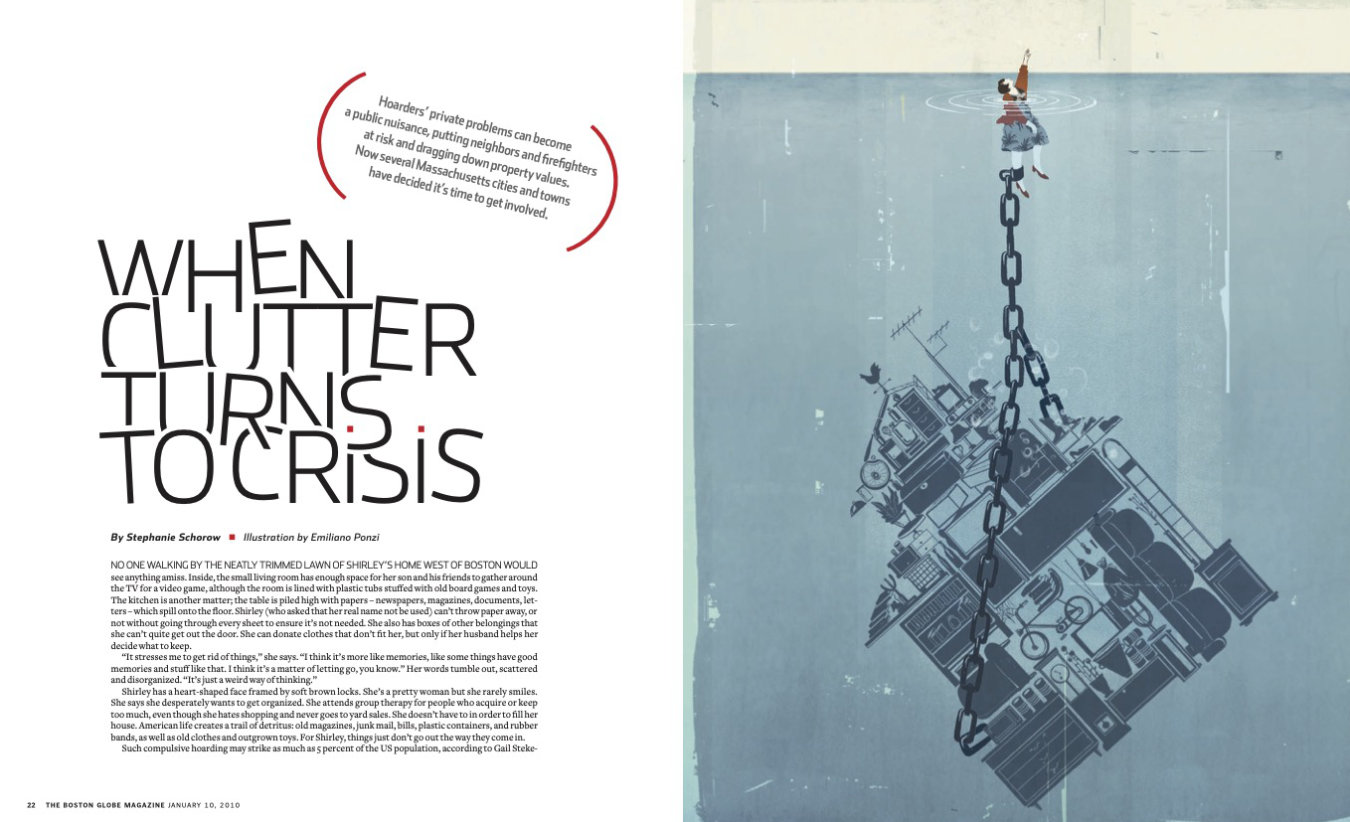 Hoarders' private problems can become
a public nuisance, putting neighbors and firefighters
at risk and dragging down property values.
Now several Massachusetts cities and towns
have decided it's time to get involved.
WHEN
CLUTTER
TURNS
TO CRISIS
By Stephanie Schorow ■ Illustration by Emiliano Ponzi
NO ONE WALKING BY THE NEATLY TRIMMED LAWN OF SHIRLEY'S HOME WEST OF BOSTON WOULD
see anything amiss. Inside, the small living room has enough space for her son and his friends to gather around
the TV for a video game, although the room is lined with plastic tubs stuffed with old board games and toys.
The kitchen is another matter; the table is piled high with papers – newspapers, magazines, documents, let-
ters – which spill onto the floor. Shirley (who asked that her real name not be used) can't throw paper away, or
not without going through every sheet to ensure it's not needed. She also has boxes of other belongings that
she can't quite get out the door. She can donate clothes that don't fit her, but only if her husband helps her
decide what to keep.
"It stresses me to get rid of things," she says. "I think it's more like memories, like some things have good
memories and stuff like that. I think it's a matter of letting go, you know." Her words tumble out, scattered
and disorganized. "It's just a weird way of thinking."
Shirley has a heart-shaped face framed by soft brown locks. She's a pretty woman but she rarely smiles.
She says she desperately wants to get organized. She attends group therapy for people who acquire or keep
too much, even though she hates shopping and never goes to yard sales. She doesn't have to in order to fill her
house. American life creates a trail of detritus: old magazines, junk mail, bills, plastic containers, and rubber
bands, as well as old clothes and outgrown toys. For Shirley, things just don't go out the way they come in.
Such compulsive hoarding may strike as much as 5 percent of the US population, according to Gail Steke-
22 THE BOSTON GLOBE MAGAZINE JANUARY 10, 2010